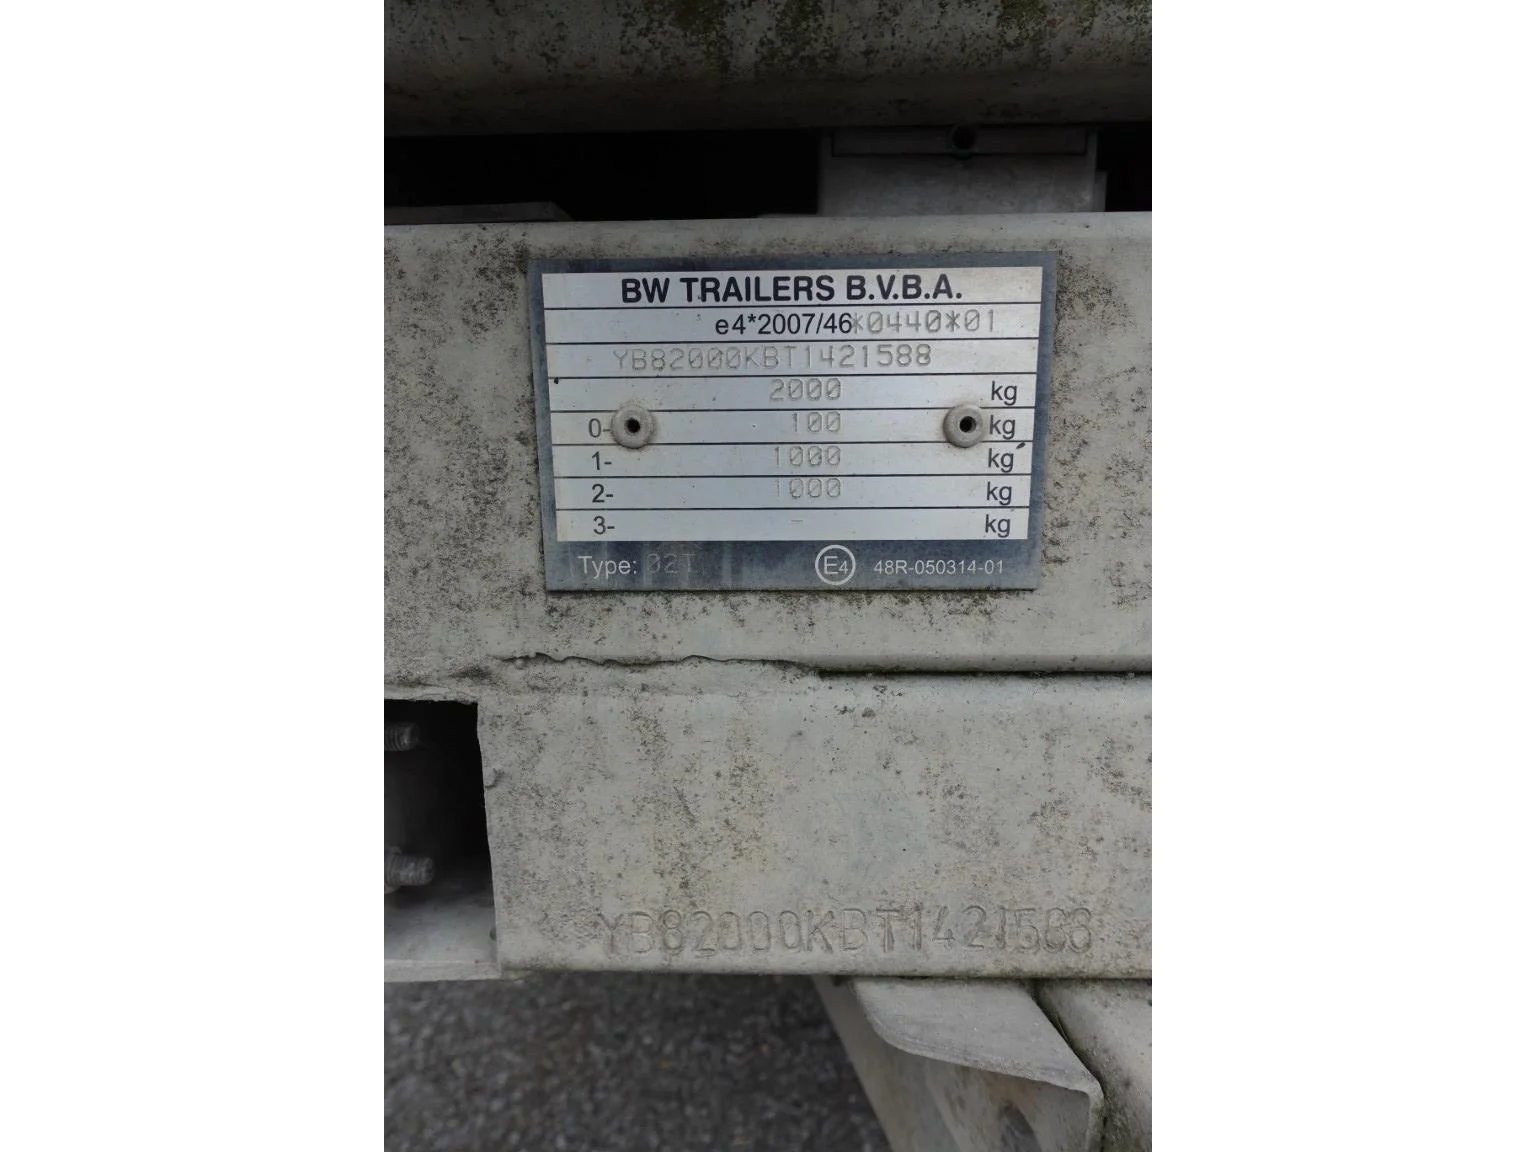 BW TRAILERS B.V.B.A.
e4*2007/46*0440*01
YB82000KBT1421588
2000 kg
0- 100 kg
1- 1000 kg
2- 1000 kg
3- - kg
Type: 32T E4 48R-050314-01
YB82000KBT1421588